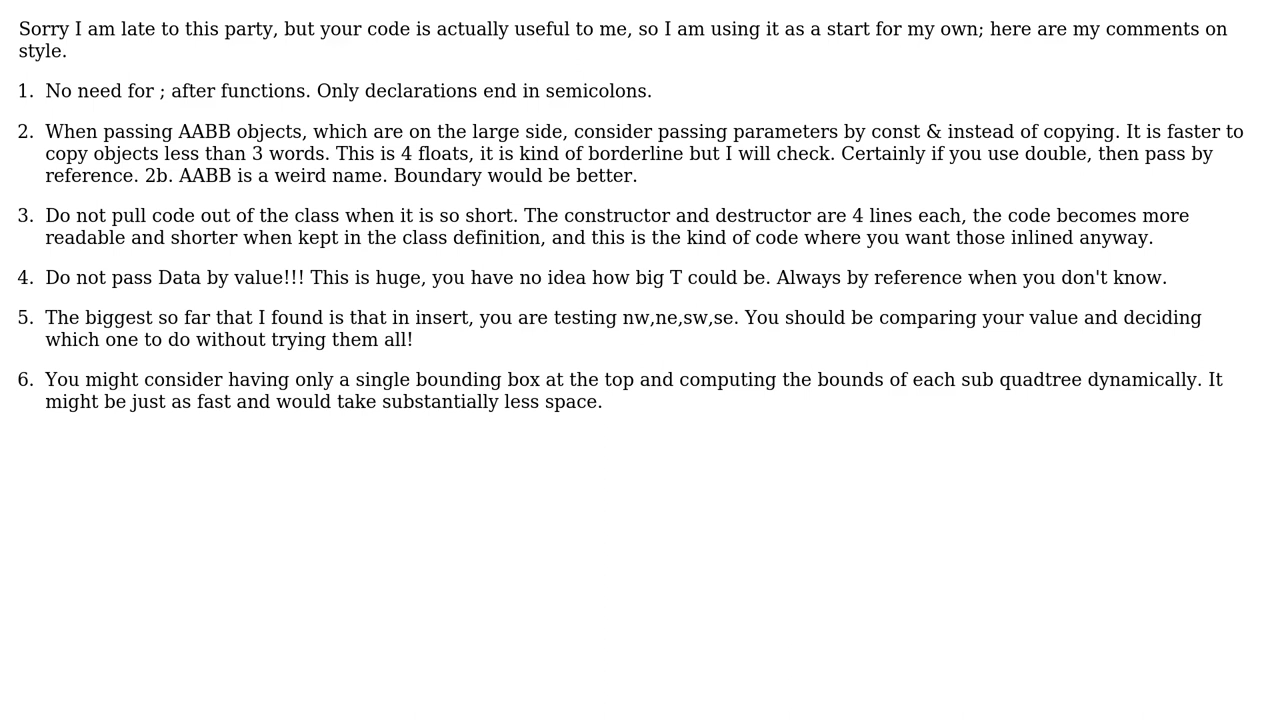 Sorry I am late to this party, but your code is actually useful to me, so I am using it as a start for my own; here are my comments on
style.
1. No need for ; after functions. Only declarations end in semicolons.
2. When passing AABB objects, which are on the large side, consider passing parameters by const & instead of copying. It is faster to
copy objects less than 3 words. This is 4 floats, it is kind of borderline but I will check. Certainly if you use double, then pass by
reference. 2b. AABB is a weird name. Boundary would be better.
3. Do not pull code out of the class when it is so short. The constructor and destructor are 4 lines each, the code becomes more
readable and shorter when kept in the class definition, and this is the kind of code where you want those inlined anyway.
4. Do not pass Data by value!!! This is huge, you have no idea how big T could be. Always by reference when you don't know.
5. The biggest so far that I found is that in insert, you are testing nw,ne,sw,se. You should be comparing your value and deciding
which one to do without trying them all!
6. You might consider having only a single bounding box at the top and computing the bounds of each sub quadtree dynamically. It
might be just as fast and would take substantially less space.